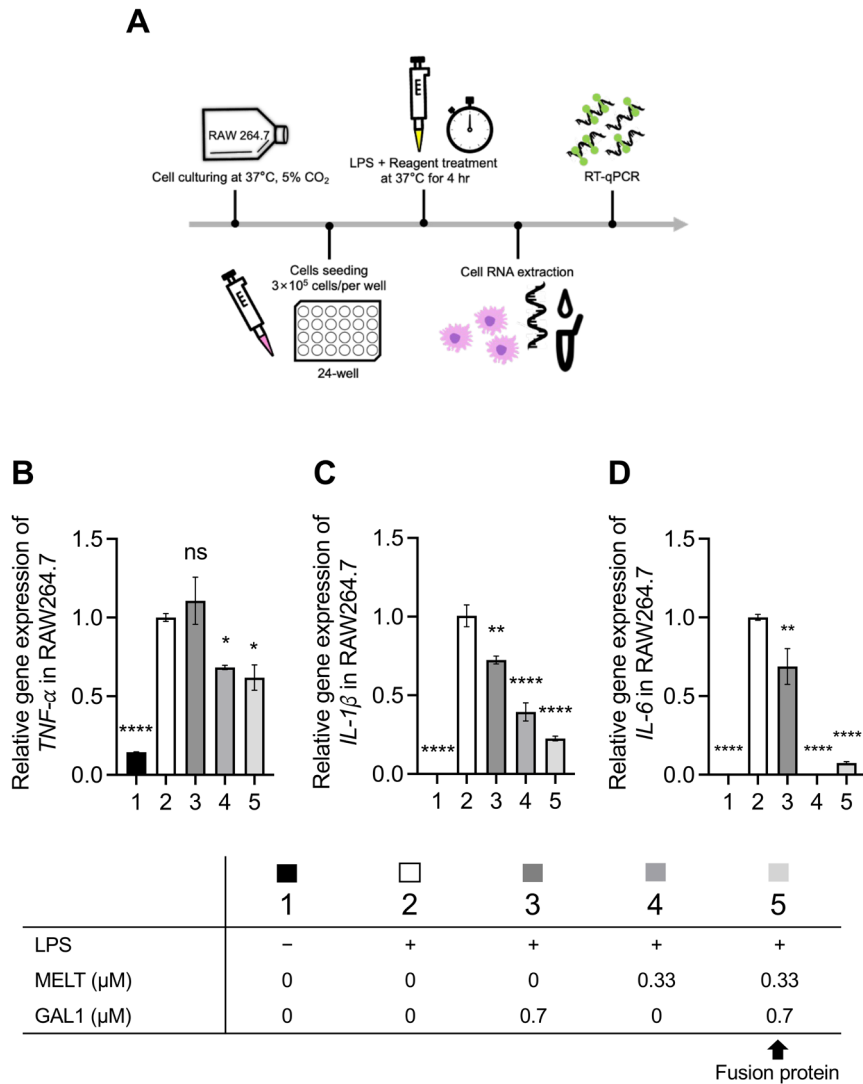 A
RAW 264.7
Cell culturing at 37°C, 5% CO₂
LPS + Reagent treatment
at 37°C for 4 hr
RT-qPCR
Cells seeding
3×10⁵ cells/per well
24-well
Cell RNA extraction
B
Relative gene expression of
TNF-α in RAW264.7
1.5
1.0
0.5
0.0
****
ns
*
*
1 2 3 4 5
C
Relative gene expression of
IL-1β in RAW264.7
1.5
1.0
0.5
0.0
****
**
****
****
1 2 3 4 5
D
Relative gene expression of
IL-6 in RAW264.7
1.5
1.0
0.5
0.0
****
**
****
****
1 2 3 4 5
1 2 3 4 5
LPS − + + + +
MELT (μM) 0 0 0 0.33 0.33
GAL1 (μM) 0 0 0.7 0 0.7
Fusion protein